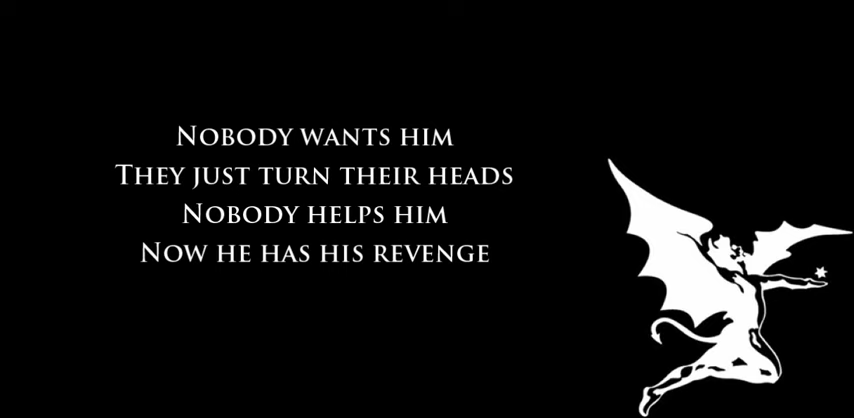 Nobody wants him
They just turn their heads
Nobody helps him
Now he has his revenge